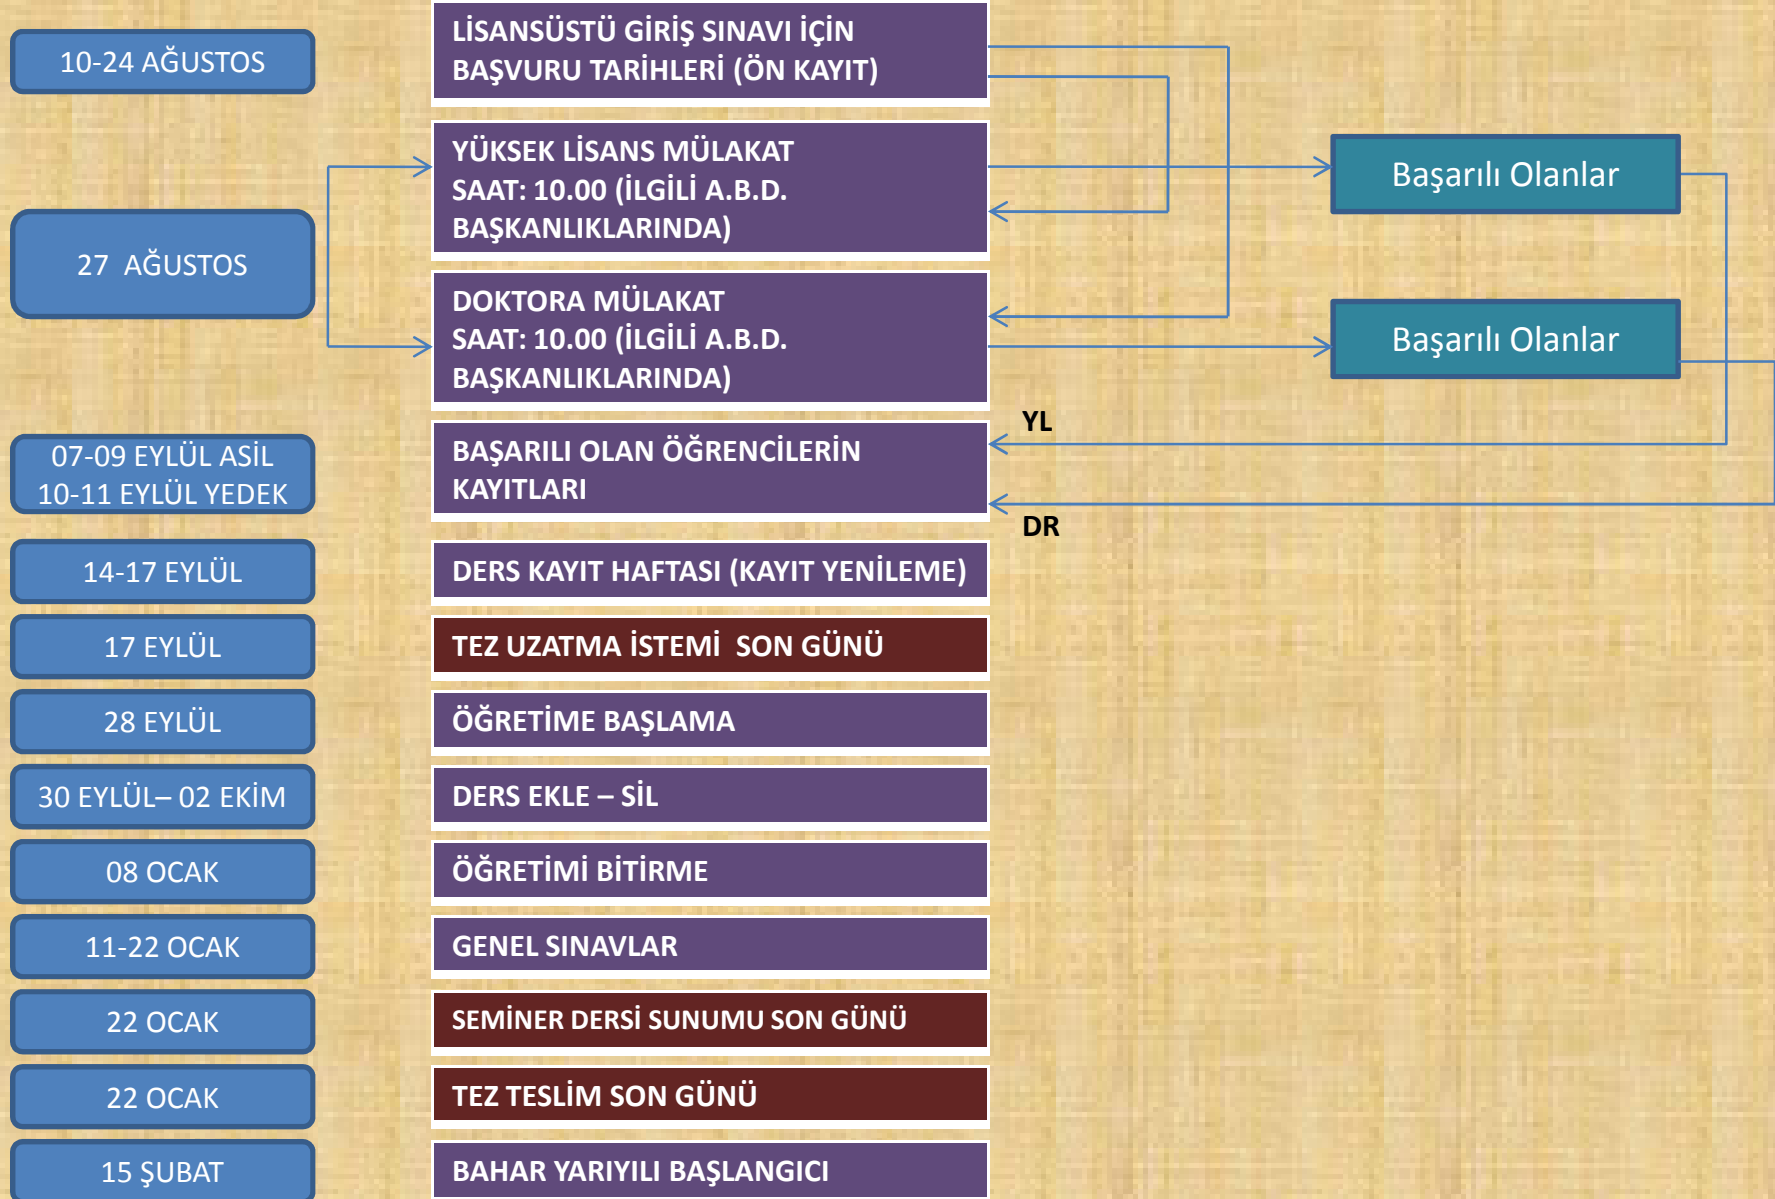 10-24 AĞUSTOS
LİSANSÜSTÜ GİRİŞ SINAVI İÇİN
BAŞVURU TARİHLERİ (ÖN KAYIT)
27  AĞUSTOS
YÜKSEK LİSANS MÜLAKAT
SAAT: 10.00 (İLGİLİ A.B.D.
BAŞKANLIKLARINDA)
Başarılı Olanlar
DOKTORA MÜLAKAT
SAAT: 10.00 (İLGİLİ A.B.D.
BAŞKANLIKLARINDA)
Başarılı Olanlar
07-09 EYLÜL ASİL
10-11 EYLÜL YEDEK
BAŞARILI OLAN ÖĞRENCİLERİN
KAYITLARI
YL
DR
14-17 EYLÜL
DERS KAYIT HAFTASI (KAYIT YENİLEME)
17 EYLÜL
TEZ UZATMA İSTEMİ  SON GÜNÜ
28 EYLÜL
ÖĞRETİME BAŞLAMA
30 EYLÜL– 02 EKİM
DERS EKLE – SİL
08 OCAK
ÖĞRETİMİ BİTİRME
11-22 OCAK
GENEL SINAVLAR
22 OCAK
SEMİNER DERSİ SUNUMU SON GÜNÜ
22 OCAK
TEZ TESLİM SON GÜNÜ
15 ŞUBAT
BAHAR YARIYILI BAŞLANGICI